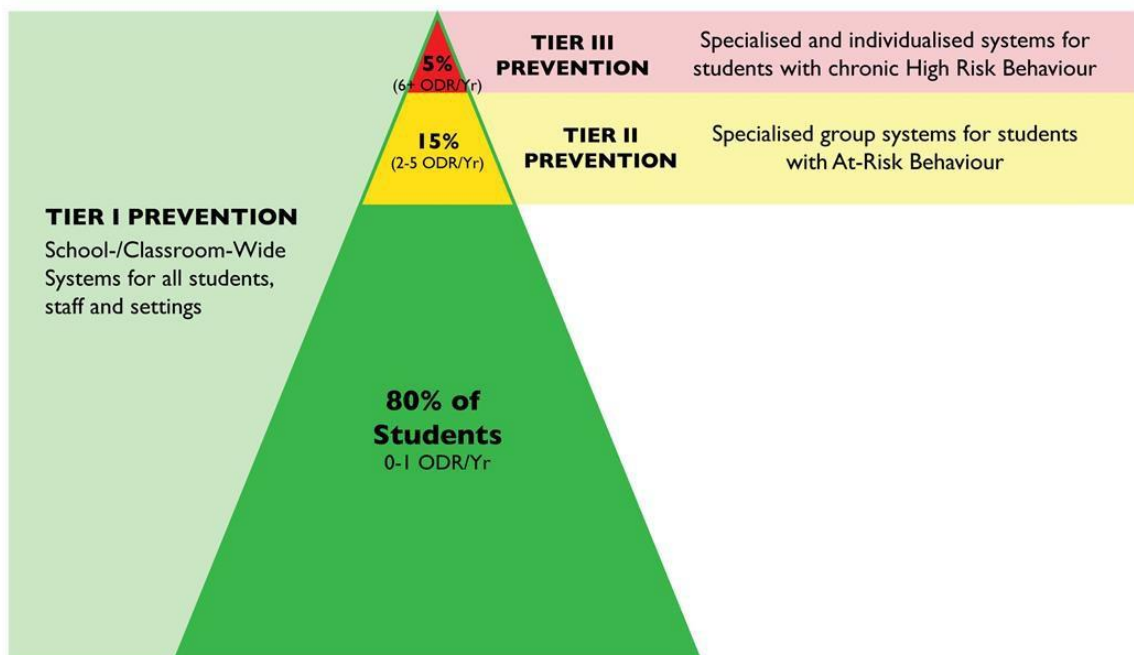 TIER III
PREVENTION
Specialised and individualised systems for
students with chronic High Risk Behaviour
5%
(6+ ODR/Yr)
TIER II
PREVENTION
Specialised group systems for students
with At-Risk Behaviour
15%
(2-5 ODR/Yr)
TIER I PREVENTION
School-/Classroom-Wide
Systems for all students,
staff and settings
80% of
Students
0-1 ODR/Yr